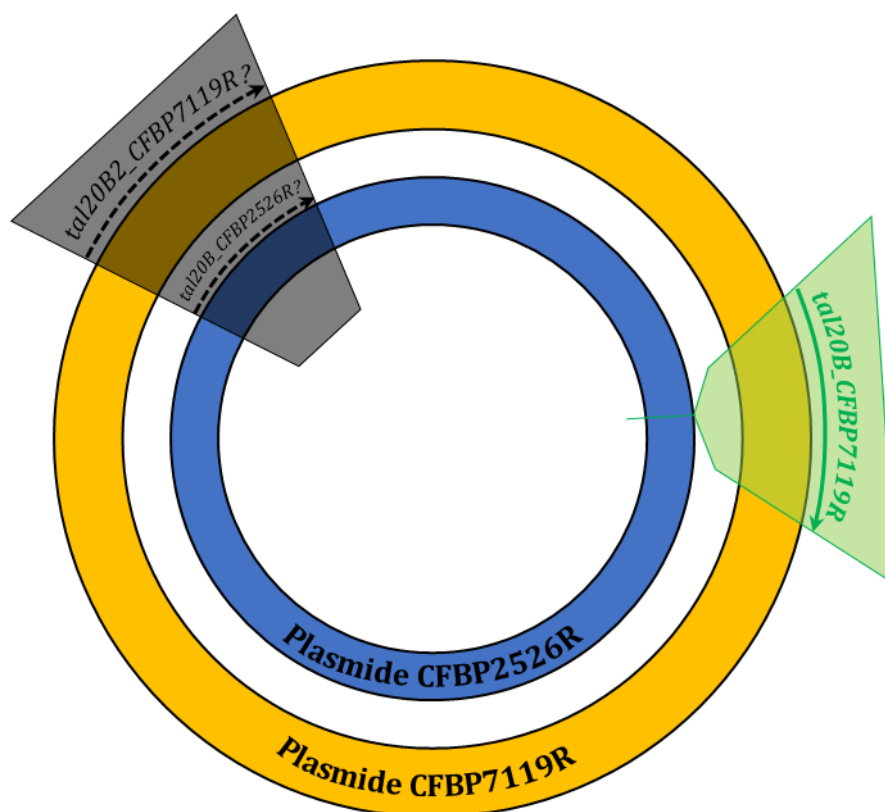 tal20B2_CFBP7119R ?
tal20B_CFBP2526R?
tal20B_CFBP7119R
Plasmide CFBP2526R
Plasmide CFBP7119R